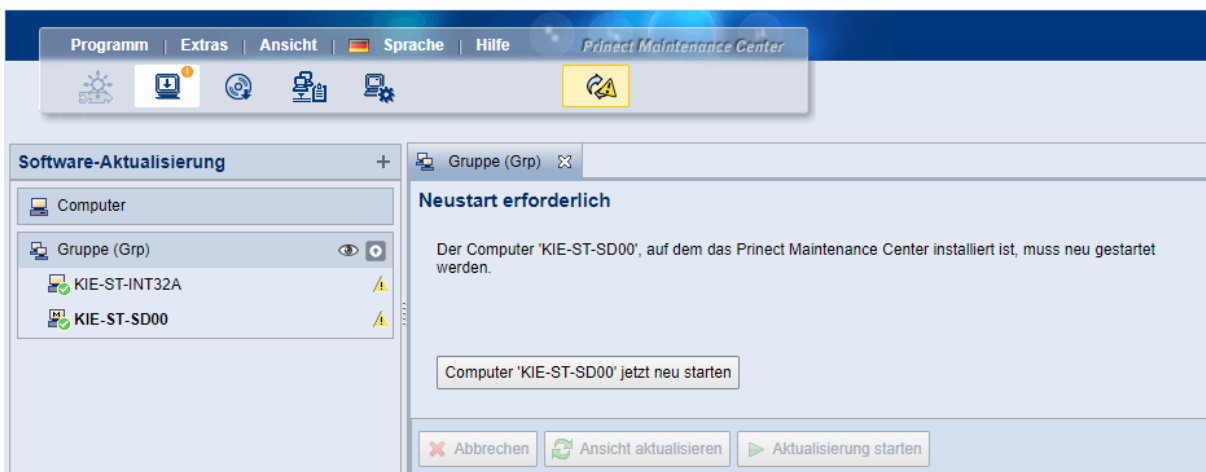 Programm | Extras | Ansicht | Sprache | Hilfe
Prinect Maintenance Center
Software-Aktualisierung
Computer
Gruppe (Grp)
KIE-ST-INT32A
KIE-ST-SD00
Gruppe (Grp)
Neustart erforderlich
Der Computer 'KIE-ST-SD00', auf dem das Prinect Maintenance Center installiert ist, muss neu gestartet
werden.
Computer 'KIE-ST-SD00' jetzt neu starten
Abbrechen
Ansicht aktualisieren
Aktualisierung starten